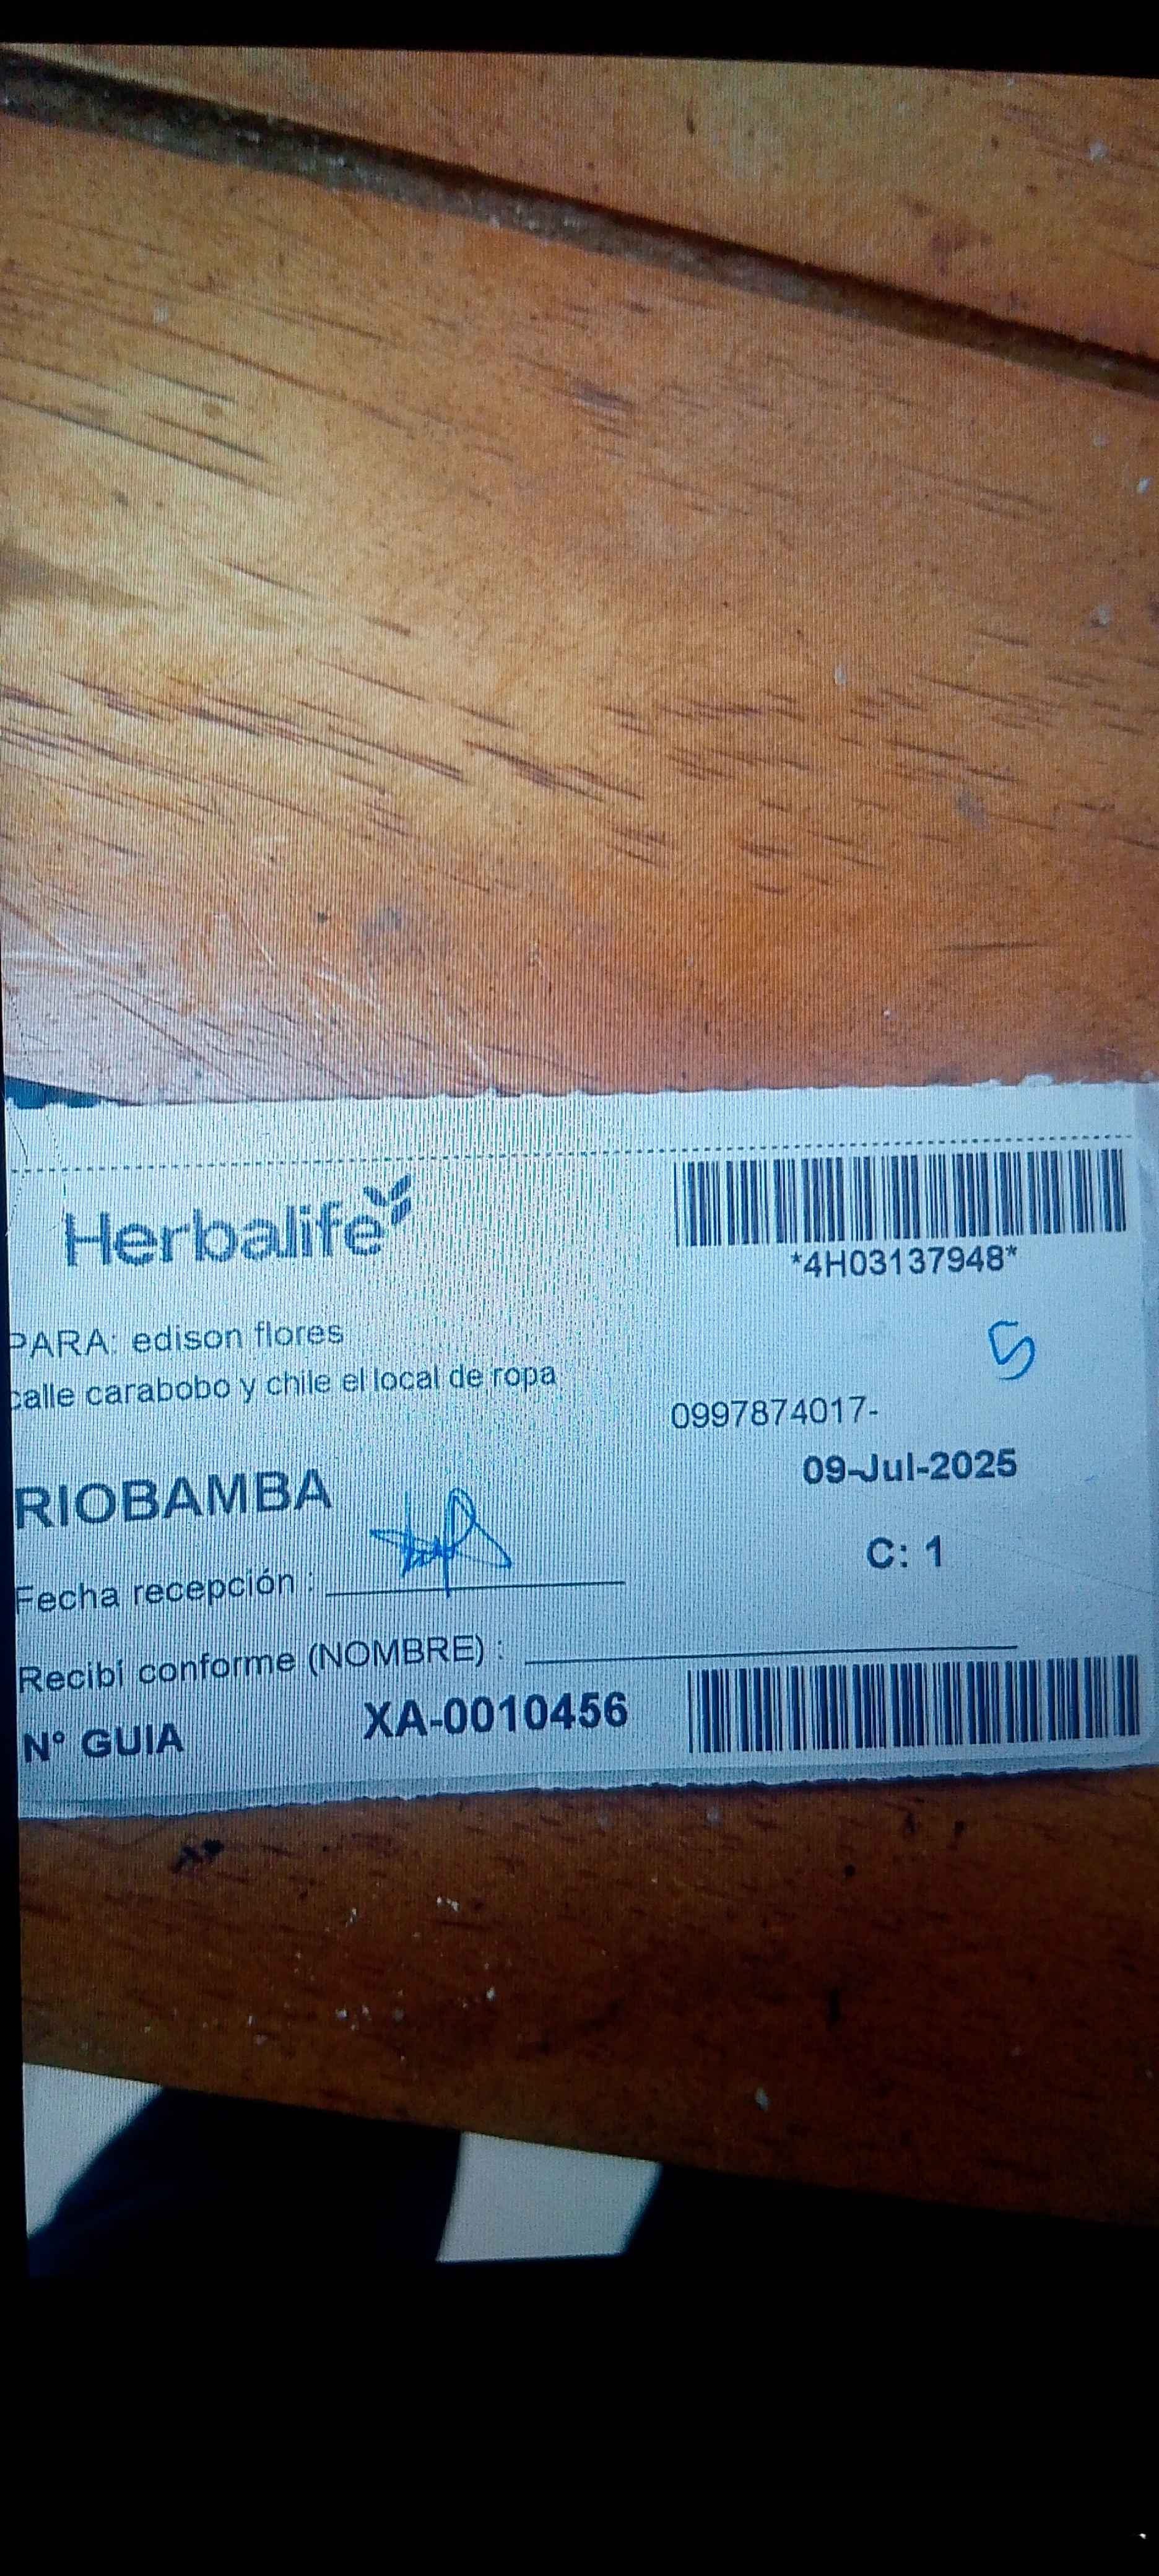 Herbalife
*4H03137948*
PARA: edison flores
5
calle carabobo y chile el local de ropa
0997874017-
09-Jul-2025
RIOBAMBA
C: 1
Fecha recepción :
Recibí conforme (NOMBRE) :
N° GUIA XA-0010456